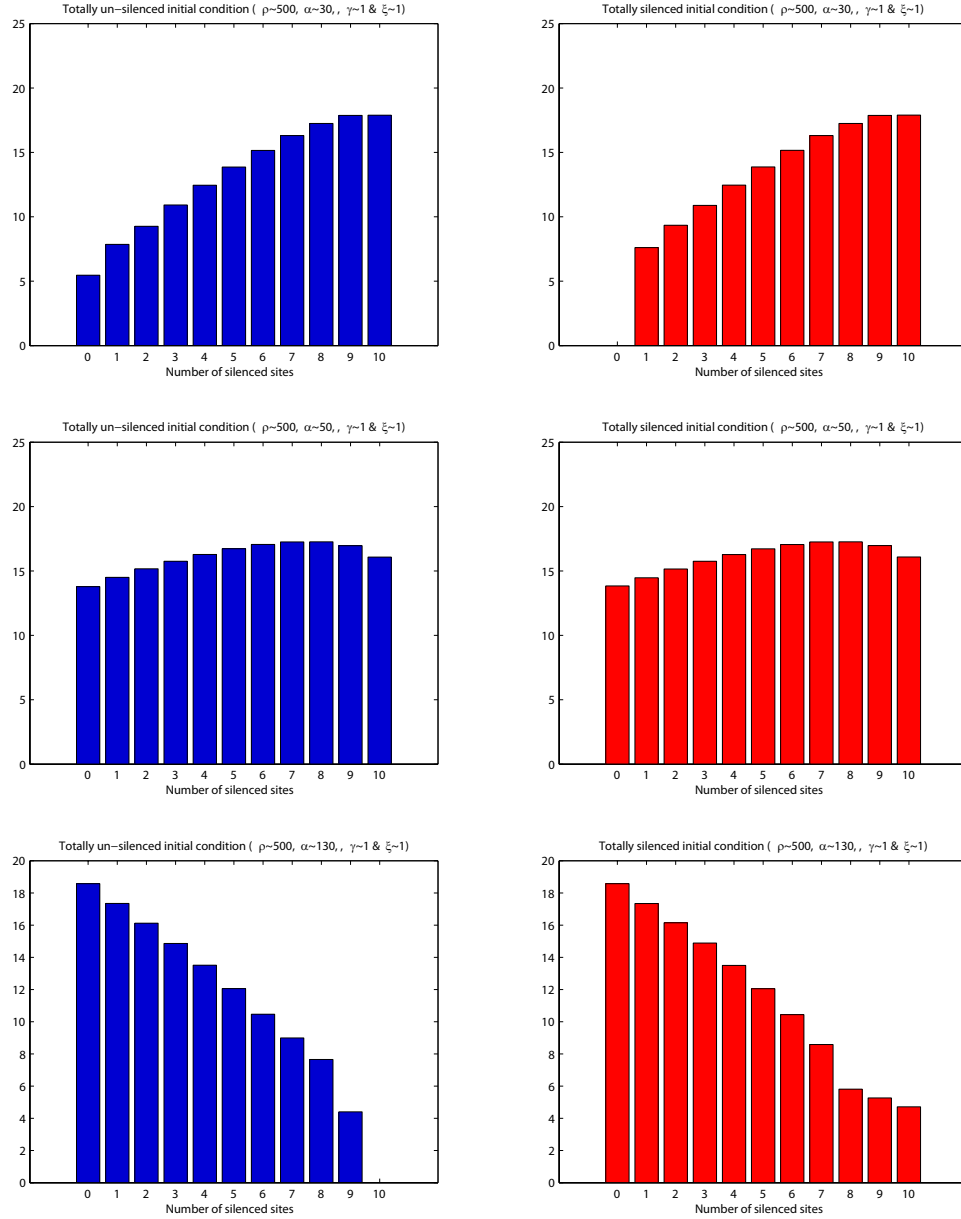 Totally un−silenced initial condition ( ρ~500, α~30, , γ~1 & ξ~1)
25
20
15
10
5
0
0 1 2 3 4 5 6 7 8 9 10
Number of silenced sites
Totally silenced initial condition ( ρ~500, α~30, , γ~1 & ξ~1)
25
20
15
10
5
0
0 1 2 3 4 5 6 7 8 9 10
Number of silenced sites
Totally un−silenced initial condition ( ρ~500, α~50, , γ~1 & ξ~1)
25
20
15
10
5
0
0 1 2 3 4 5 6 7 8 9 10
Number of silenced sites
Totally silenced initial condition ( ρ~500, α~50, , γ~1 & ξ~1)
25
20
15
10
5
0
0 1 2 3 4 5 6 7 8 9 10
Number of silenced sites
Totally un−silenced initial condition ( ρ~500, α~130, , γ~1 & ξ~1)
20
18
16
14
12
10
8
6
4
2
0
0 1 2 3 4 5 6 7 8 9 10
Number of silenced sites
Totally silenced initial condition ( ρ~500, α~130, , γ~1 & ξ~1)
20
18
16
14
12
10
8
6
4
2
0
0 1 2 3 4 5 6 7 8 9 10
Number of silenced sites